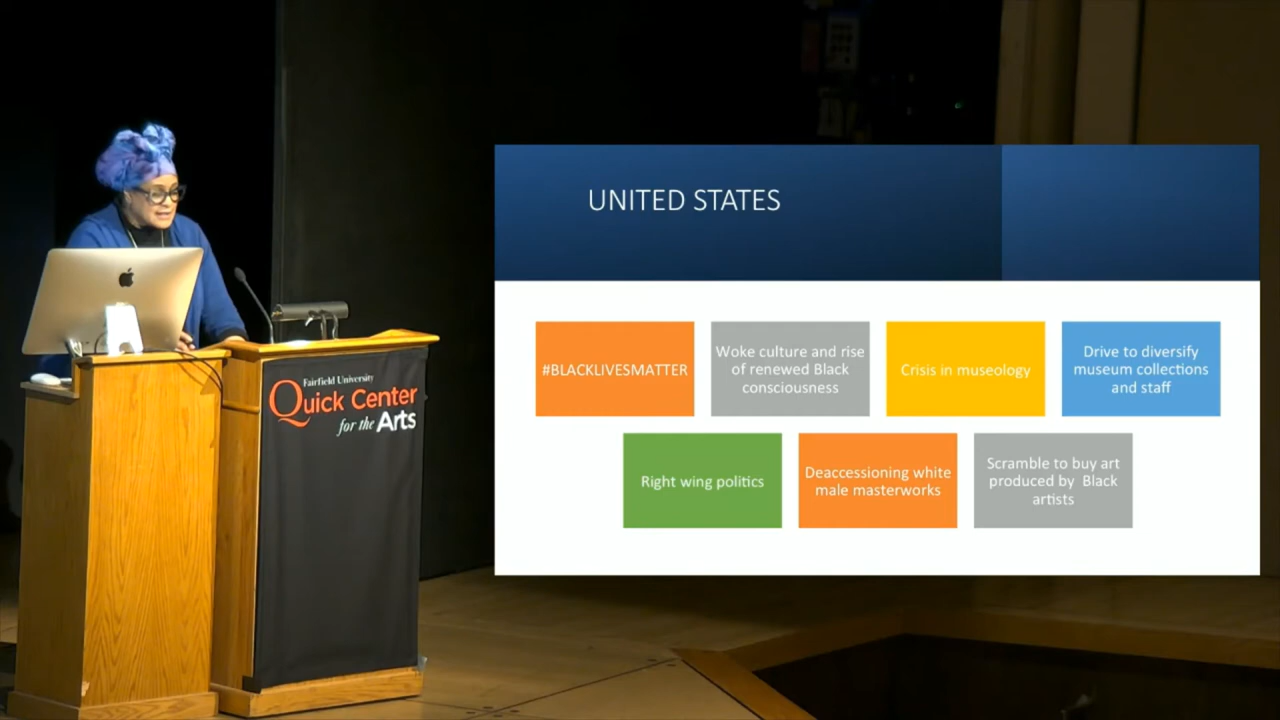 UNITED STATES
#BLACKLIVESMATTER
Woke culture and rise
of renewed Black
consciousness
Crisis in museology
Drive to diversify
museum collections
and staff
Right wing politics
Deaccessioning white
male masterworks
Scramble to buy art
produced by Black
artists
Fairfield University
Quick Center
for the Arts